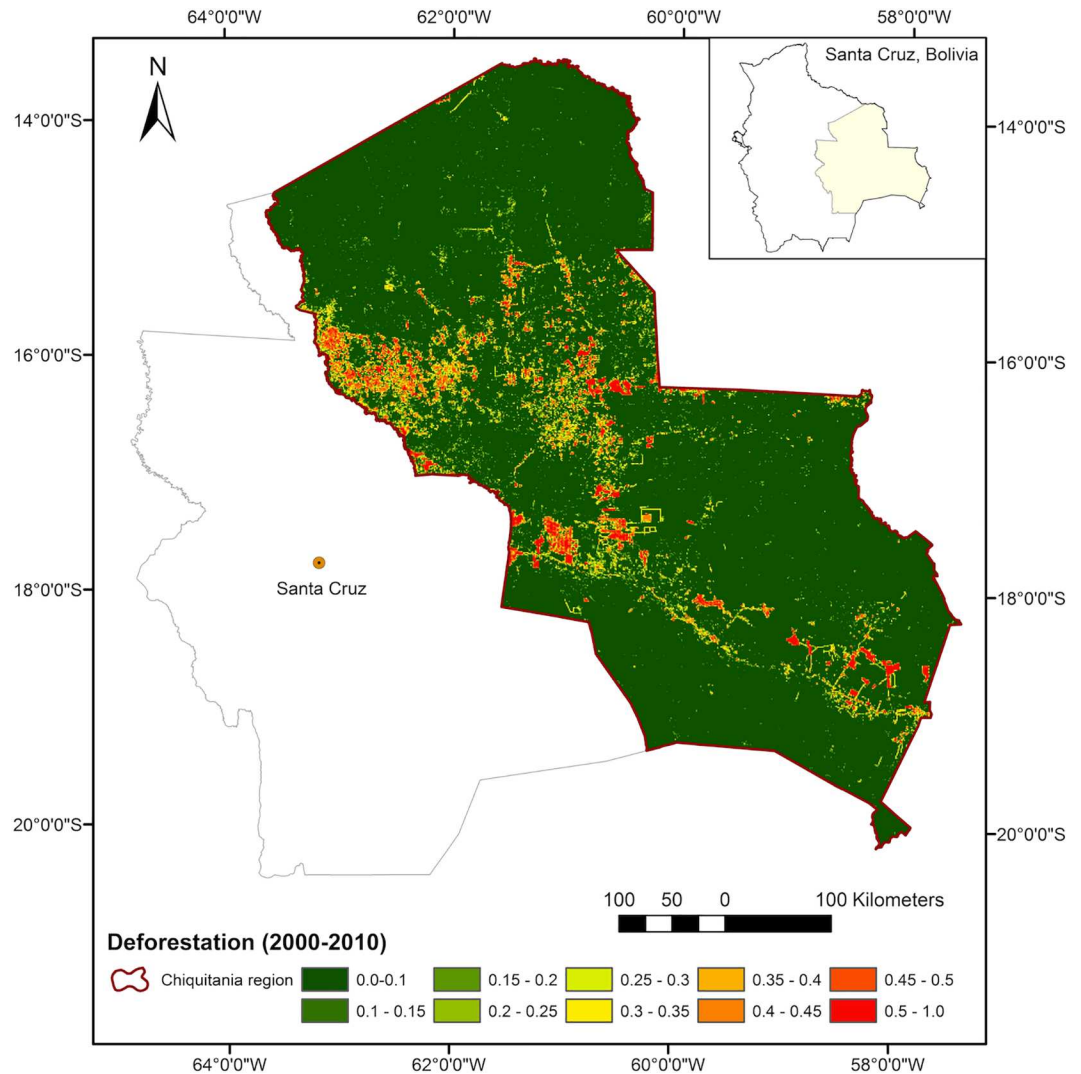 64°0'0"W 62°0'0"W 60°0'0"W 58°0'0"W
Santa Cruz, Bolivia
N
14°0'0"S
14°0'0"S
16°0'0"S
16°0'0"S
Santa Cruz
18°0'0"S
18°0'0"S
20°0'0"S
20°0'0"S
100 50 0 100 Kilometers
Deforestation (2000-2010)
Chiquitania region
0.0-0.1 0.15 - 0.2 0.25 - 0.3 0.35 - 0.4 0.45 - 0.5
0.1 - 0.15 0.2 - 0.25 0.3 - 0.35 0.4 - 0.45 0.5 - 1.0
64°0'0"W 62°0'0"W 60°0'0"W 58°0'0"W